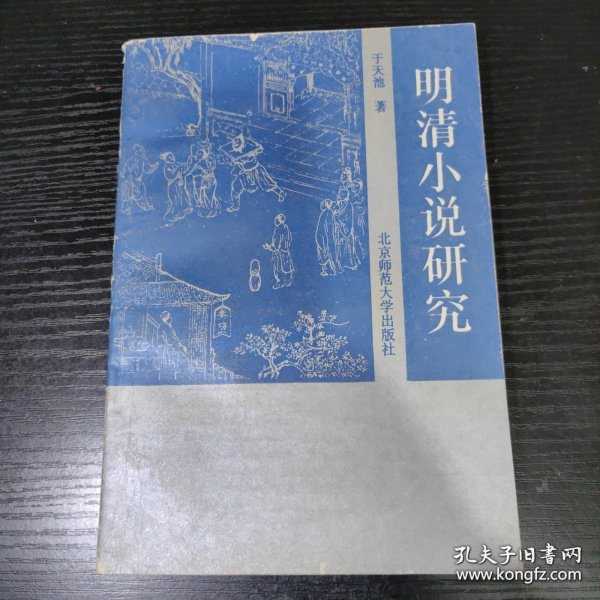 明清小说研究
于天池 著
北京师范大学出版社
孔夫子旧书网
www.kongfz.com